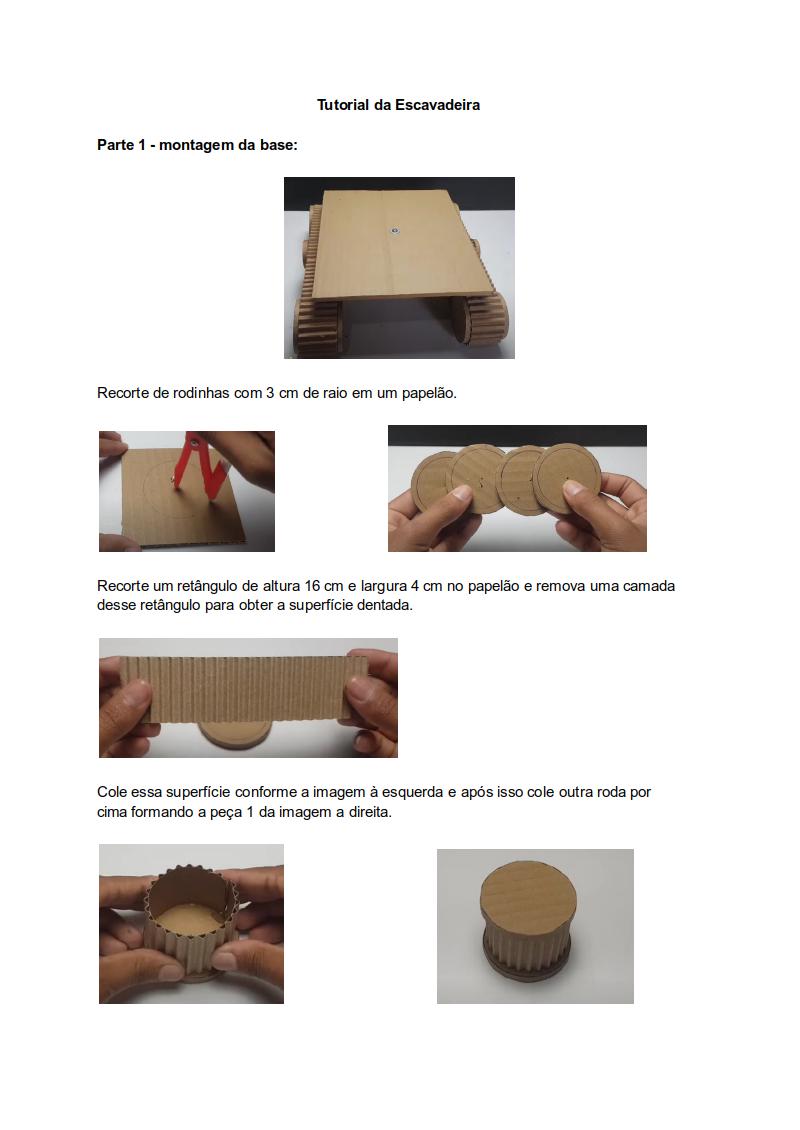 Tutorial da Escavadeira
Parte 1 - montagem da base:
Recorte de rodinhas com 3 cm de raio em um papelão.
Recorte um retângulo de altura 16 cm e largura 4 cm no papelão e remova uma camada
desse retângulo para obter a superfície dentada.
Cole essa superfície conforme a imagem à esquerda e após isso cole outra roda por
cima formando a peça 1 da imagem a direita.